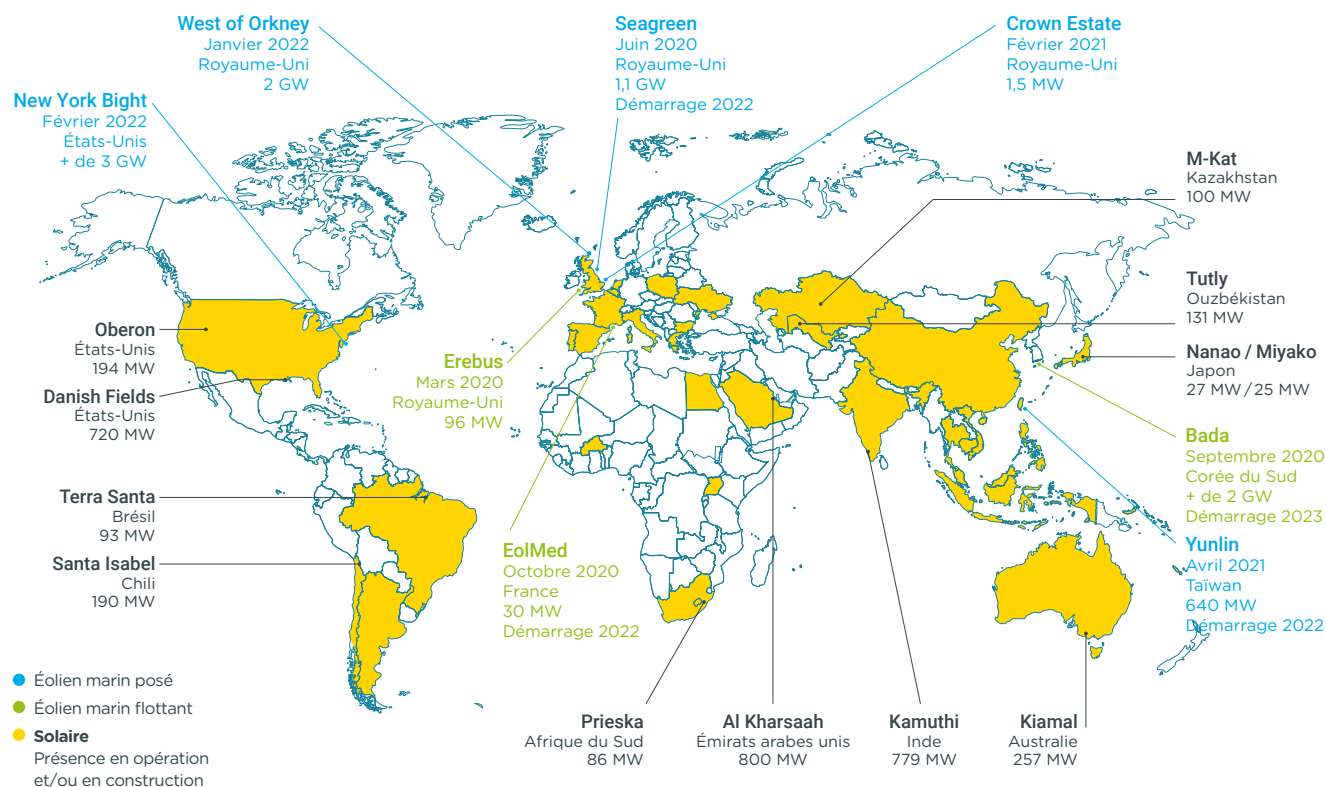 West of Orkney
Janvier 2022
Royaume-Uni
2 GW
Seagreen
Juin 2020
Royaume-Uni
1,1 GW
Démarrage 2022
Crown Estate
Février 2021
Royaume-Uni
1,5 MW
New York Bight
Février 2022
États-Unis
+ de 3 GW
M-Kat
Kazakhstan
100 MW
Tutly
Ouzbékistan
131 MW
Oberon
États-Unis
194 MW
Nanao / Miyako
Japon
27 MW / 25 MW
Erebus
Mars 2020
Royaume-Uni
96 MW
Danish Fields
États-Unis
720 MW
Bada
Septembre 2020
Corée du Sud
+ de 2 GW
Démarrage 2023
Terra Santa
Brésil
93 MW
Yunlin
Avril 2021
Taïwan
640 MW
Démarrage 2022
EolMed
Octobre 2020
France
30 MW
Démarrage 2022
Santa Isabel
Chili
190 MW
Éolien marin posé
Éolien marin flottant
Solaire
Présence en opération
et/ou en construction
Prieska
Afrique du Sud
86 MW
Al Kharsaah
Émirats arabes unis
800 MW
Kamuthi
Inde
779 MW
Kiamal
Australie
257 MW